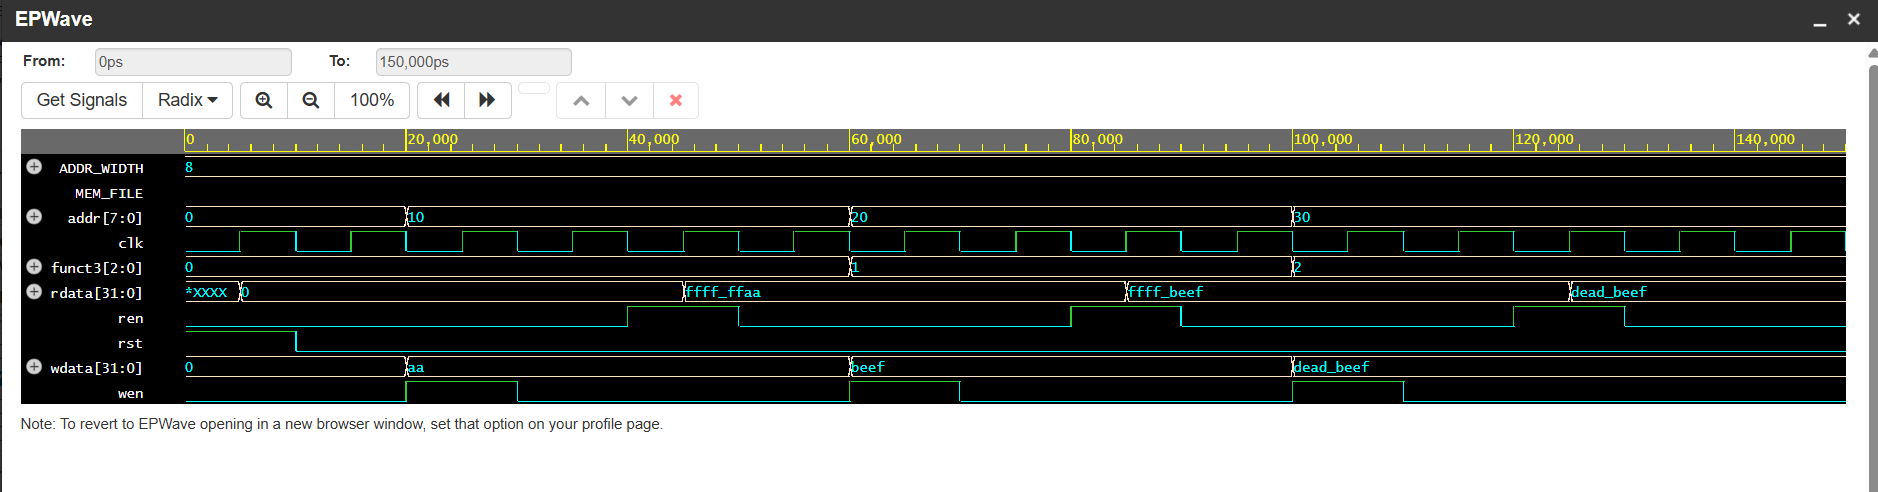 EPWave
From: 0ps To: 150,000ps
Get Signals Radix 100%
0 20,000 40,000 60,000 80,000 100,000 120,000 140,000
ADDR_WIDTH 8
MEM_FILE
addr[7:0] 0 10 20 30
clk
funct3[2:0] 0 1 2
rdata[31:0] *XXXX 0 ffff_ffaa ffff_beef dead_beef
ren
rst
wdata[31:0] 0 aa beef dead_beef
wen
Note: To revert to EPWave opening in a new browser window, set that option on your profile page.